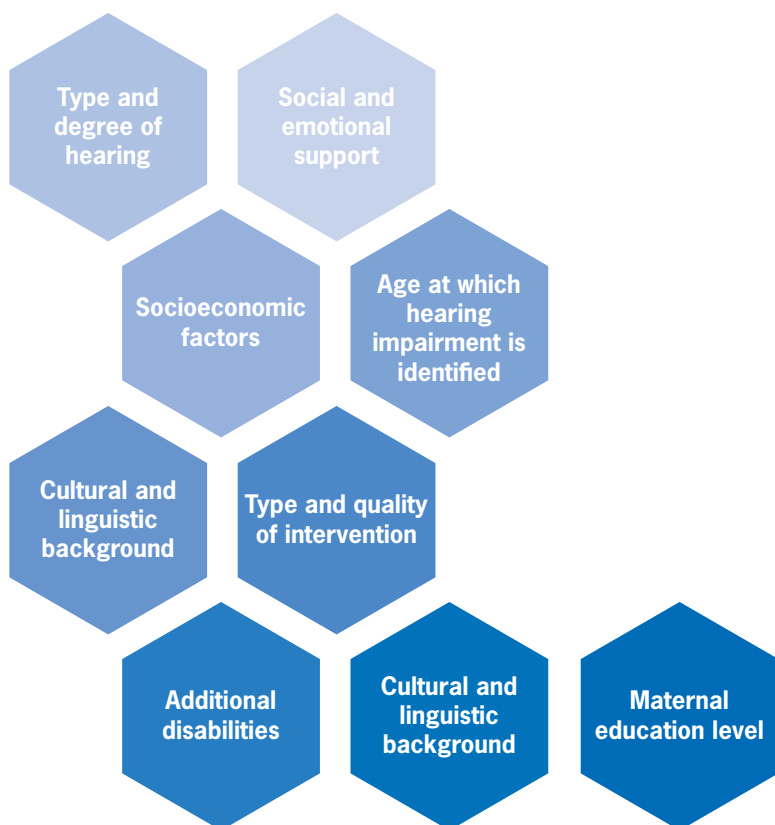 Type and
degree of
hearing
Social and
emotional
support
Socioeconomic
factors
Age at which
hearing
impairment is
identified
Cultural and
linguistic
background
Type and quality
of intervention
Additional
disabilities
Cultural and
linguistic
background
Maternal
education level